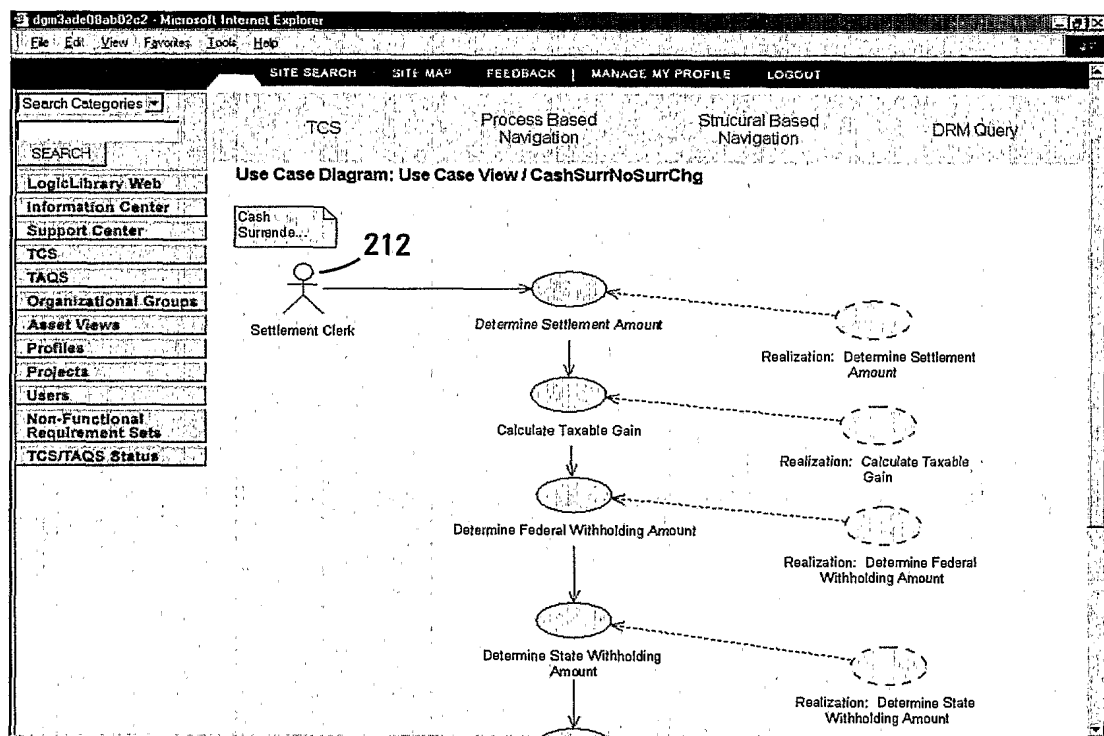 dgm3ade08ab02c2 - Microsoft Internet Explorer
File Edit View Favorites Tools Help
SITE SEARCH SITE MAP FEEDBACK | MANAGE MY PROFILE LOGOUT
Search Categories
SEARCH
TCS
Process Based
Navigation
Strucural Based
Navigation
DRM Query
LogicLibrary Web
Information Center
Support Center
TCS
TAQS
Organizational Groups
Asset Views
Profiles
Projects
Users
Non-Functional
Requirement Sets
TCS/TAQS Status
Use Case Diagram: Use Case View / CashSurrNoSurrChg
Cash
Surrende...
212
Settlement Clerk
Determine Settlement Amount
Realization: Determine Settlement
Amount
Calculate Taxable Gain
Realization: Calculate Taxable
Gain
Determine Federal Withholding Amount
Realization: Determine Federal
Withholding Amount
Determine State Withholding
Amount
Realization: Determine State
Withholding Amount